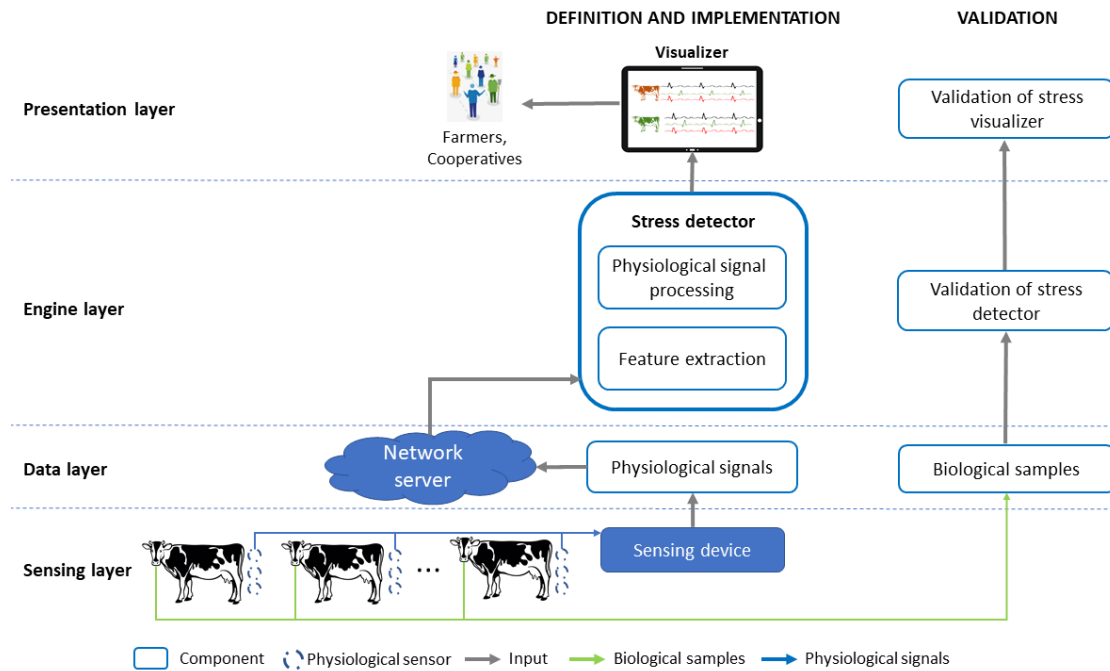 DEFINITION AND IMPLEMENTATION
VALIDATION
Visualizer
Presentation layer
Farmers,
Cooperatives
Validation of stress
visualizer
Stress detector
Physiological signal
processing
Engine layer
Validation of stress
detector
Feature extraction
Network
server
Data layer
Physiological signals
Biological samples
Sensing device
Sensing layer
...
Component
Physiological sensor
Input
Biological samples
Physiological signals